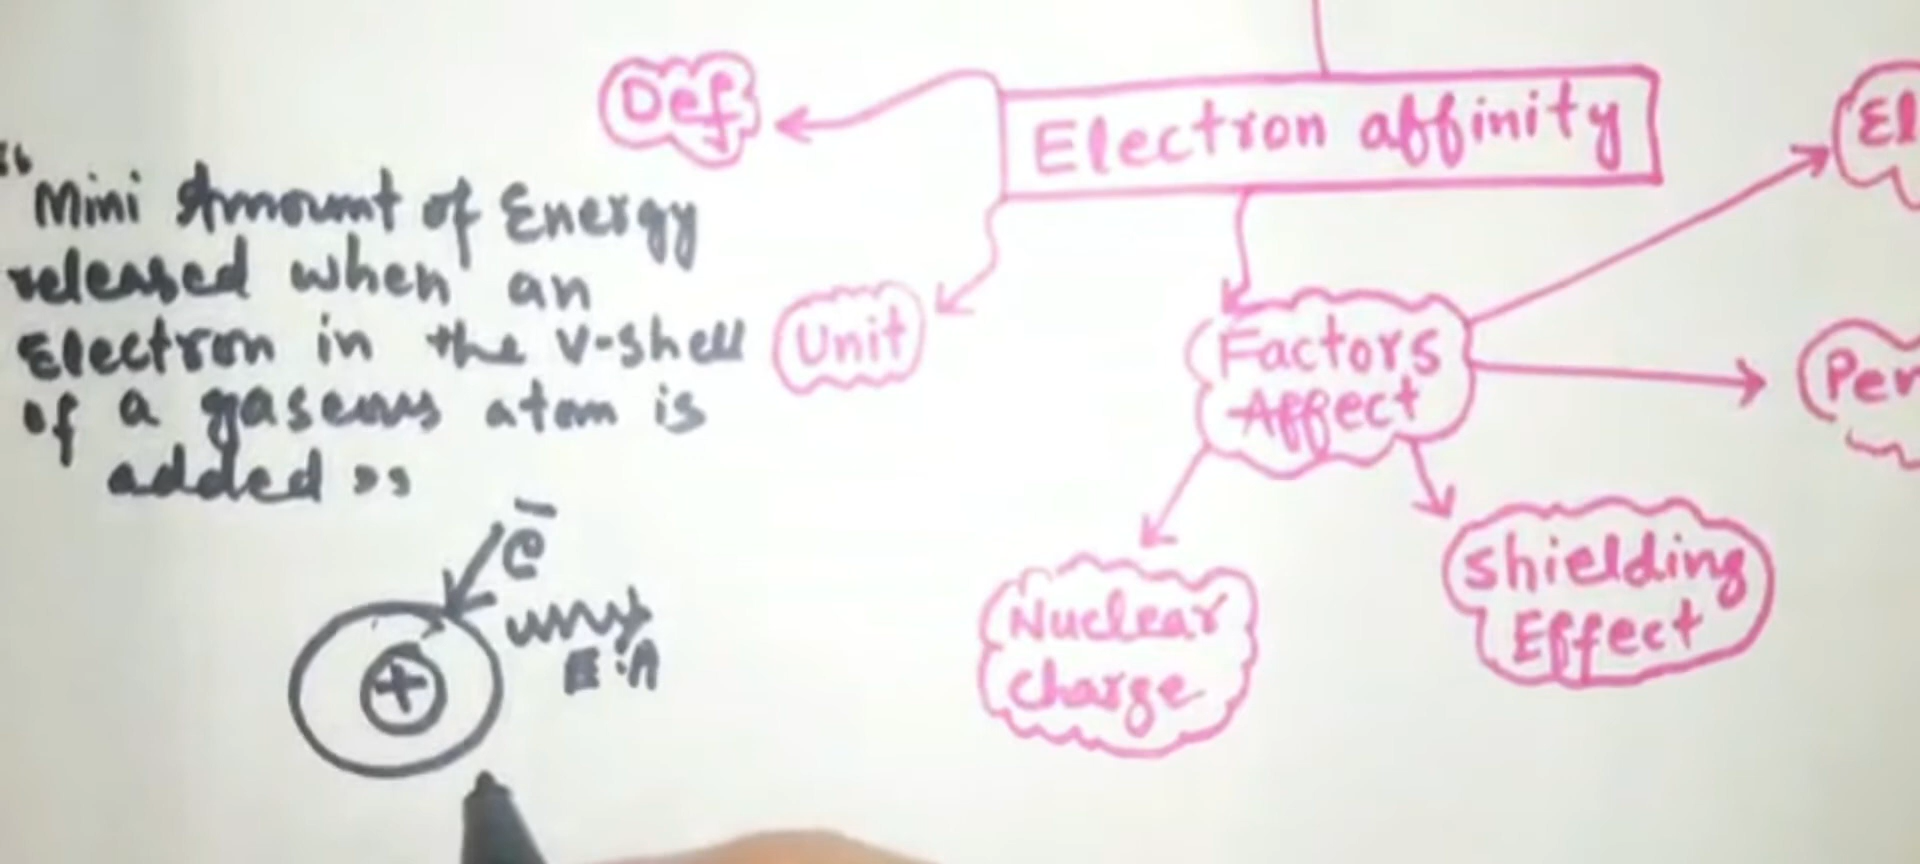 Def
Electron affinity
El
"Mini Amount of Energy
released when an
Electron in the v-shell
of a gaseous atom is
added "
Unit
Factors
Affect
Per
e
E.A
+
Nuclear
Charge
Shielding
Effect